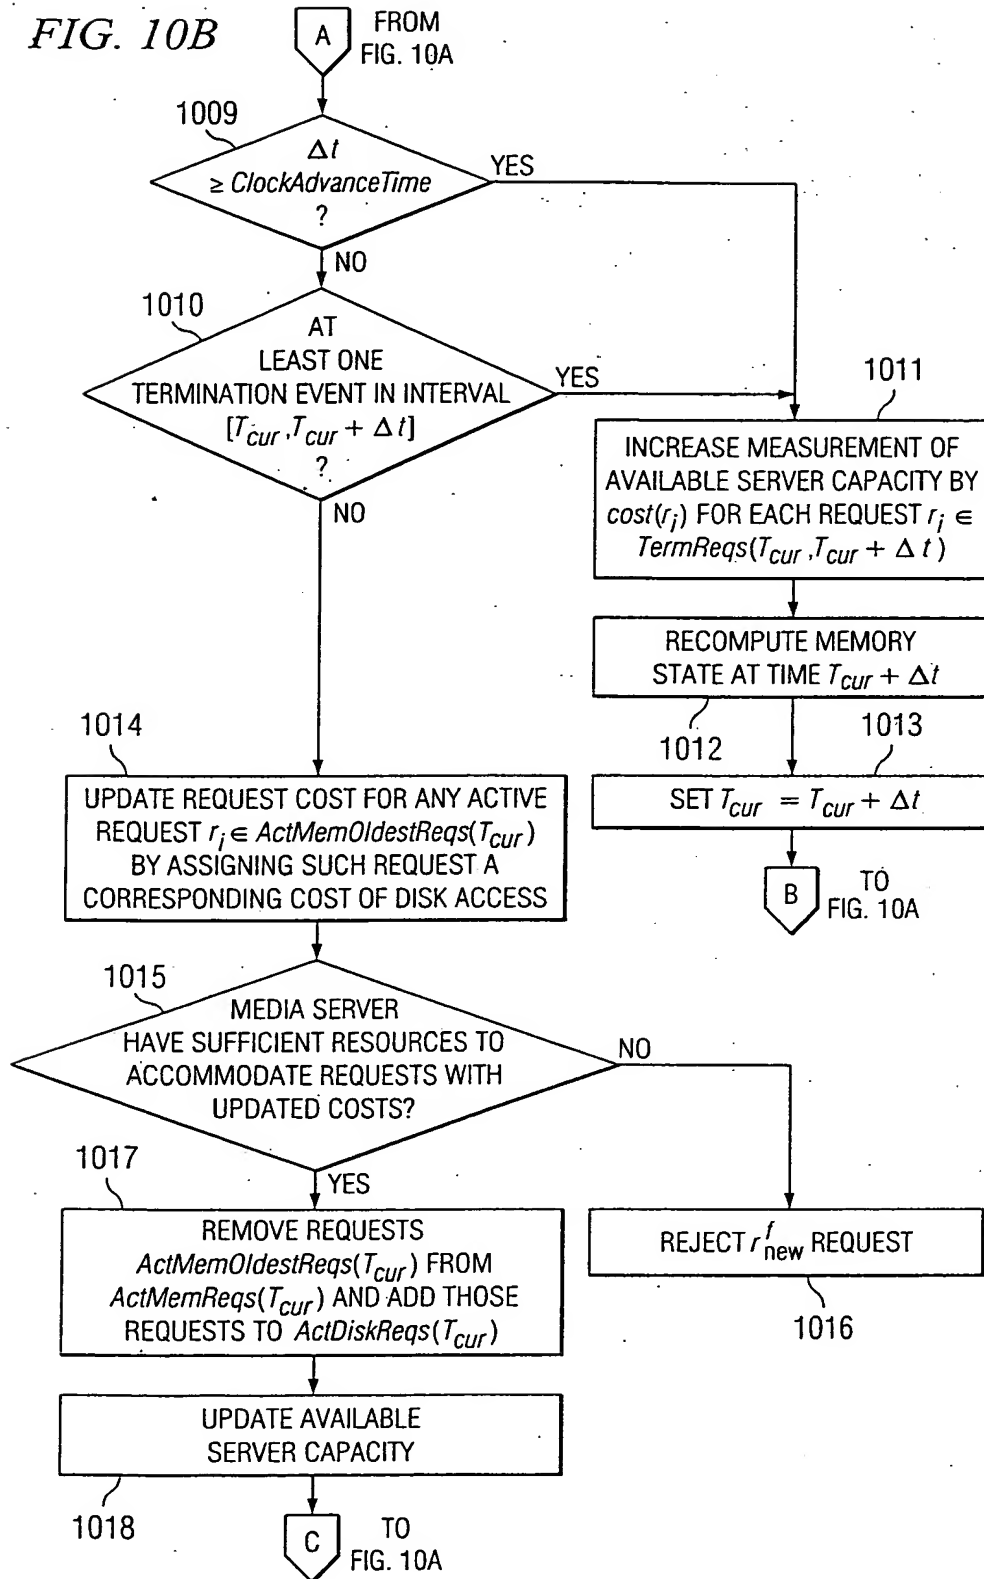 FIG. 10B
A
FROM
FIG. 10A
1009
Δt
≥ ClockAdvanceTime
?
YES
NO
1010
AT
LEAST ONE
TERMINATION EVENT IN INTERVAL
[Tcur,Tcur + Δt]
?
YES
NO
1011
INCREASE MEASUREMENT OF
AVAILABLE SERVER CAPACITY BY
cost(ri) FOR EACH REQUEST ri ∈
TermReqs(Tcur,Tcur + Δt)
RECOMPUTE MEMORY
STATE AT TIME Tcur + Δt
1012
1013
SET Tcur = Tcur + Δt
B
TO
FIG. 10A
1014
UPDATE REQUEST COST FOR ANY ACTIVE
REQUEST ri ∈ ActMemOldestReqs(Tcur)
BY ASSIGNING SUCH REQUEST A
CORRESPONDING COST OF DISK ACCESS
1015
MEDIA SERVER
HAVE SUFFICIENT RESOURCES TO
ACCOMMODATE REQUESTS WITH
UPDATED COSTS?
NO
YES
1017
REMOVE REQUESTS
ActMemOldestReqs(Tcur) FROM
ActMemReqs(Tcur) AND ADD THOSE
REQUESTS TO ActDiskReqs(Tcur)
REJECT r^f_new REQUEST
1016
UPDATE AVAILABLE
SERVER CAPACITY
1018
C
TO
FIG. 10A